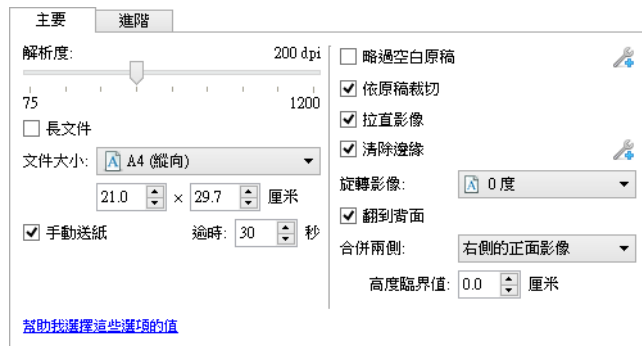 主要 進階
解析度: 200 dpi
75 1200
長文件
文件大小: A4 (縱向)
21.0 × 29.7 厘米
手動送紙 逾時: 30 秒
幫助我選擇這些選項的值
略過空白原稿
依原稿裁切
拉直影像
清除邊緣
旋轉影像: 0 度
翻到背面
合併兩側: 右側的正面影像
高度臨界值: 0.0 厘米